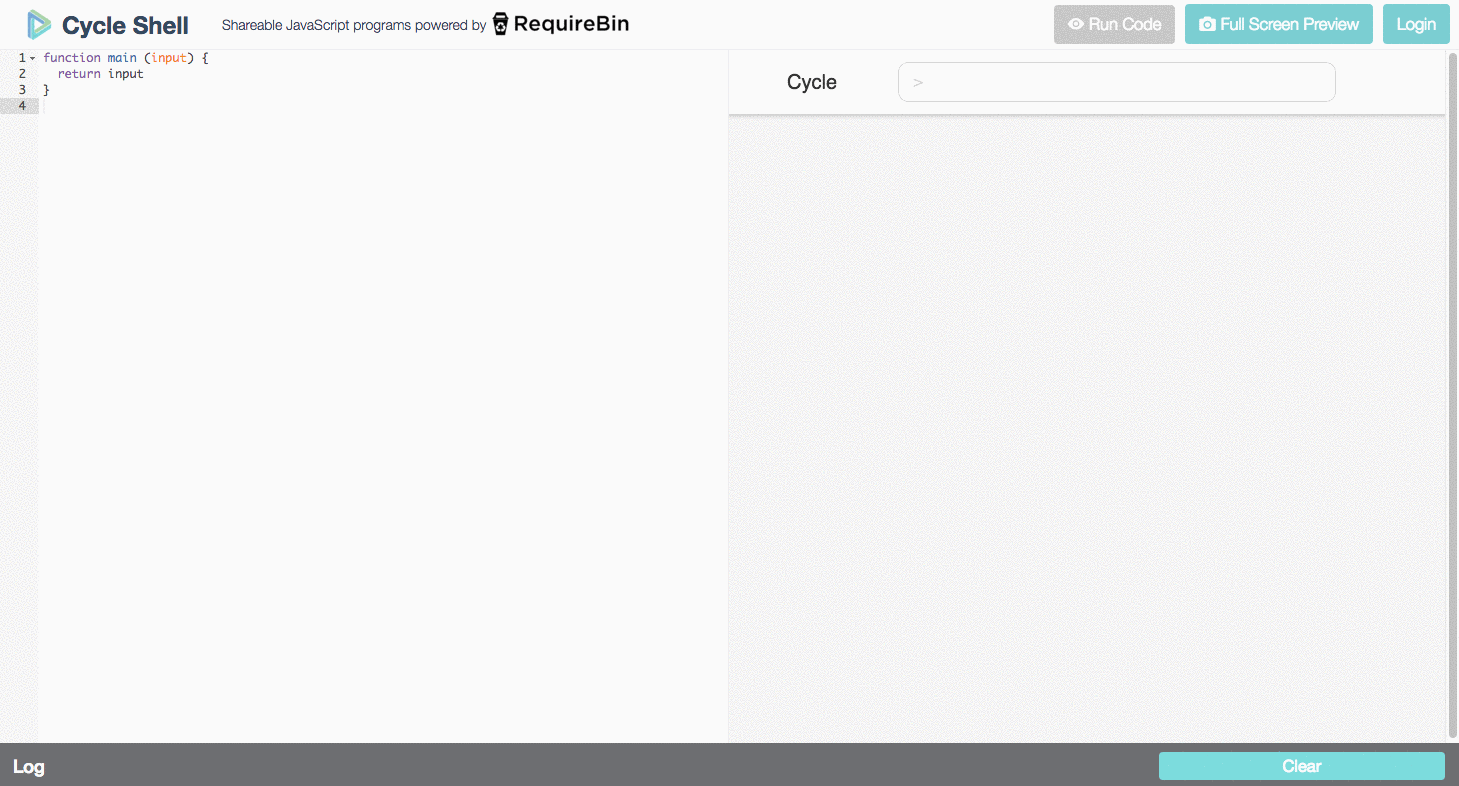 Cycle Shell
Shareable JavaScript programs powered by RequireBin
Run Code
Full Screen Preview
Login
1 function main (input) {
2 return input
3 }
4
Cycle
>
Log
Clear